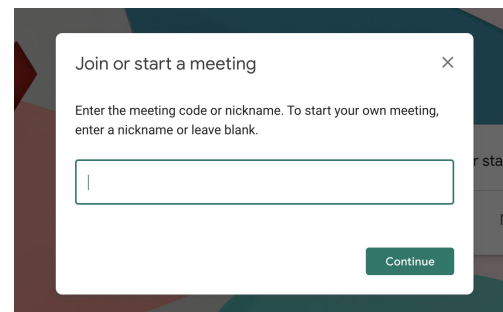 Join or start a meeting
Enter the meeting code or nickname. To start your own meeting,
enter a nickname or leave blank.
r sta
Continue